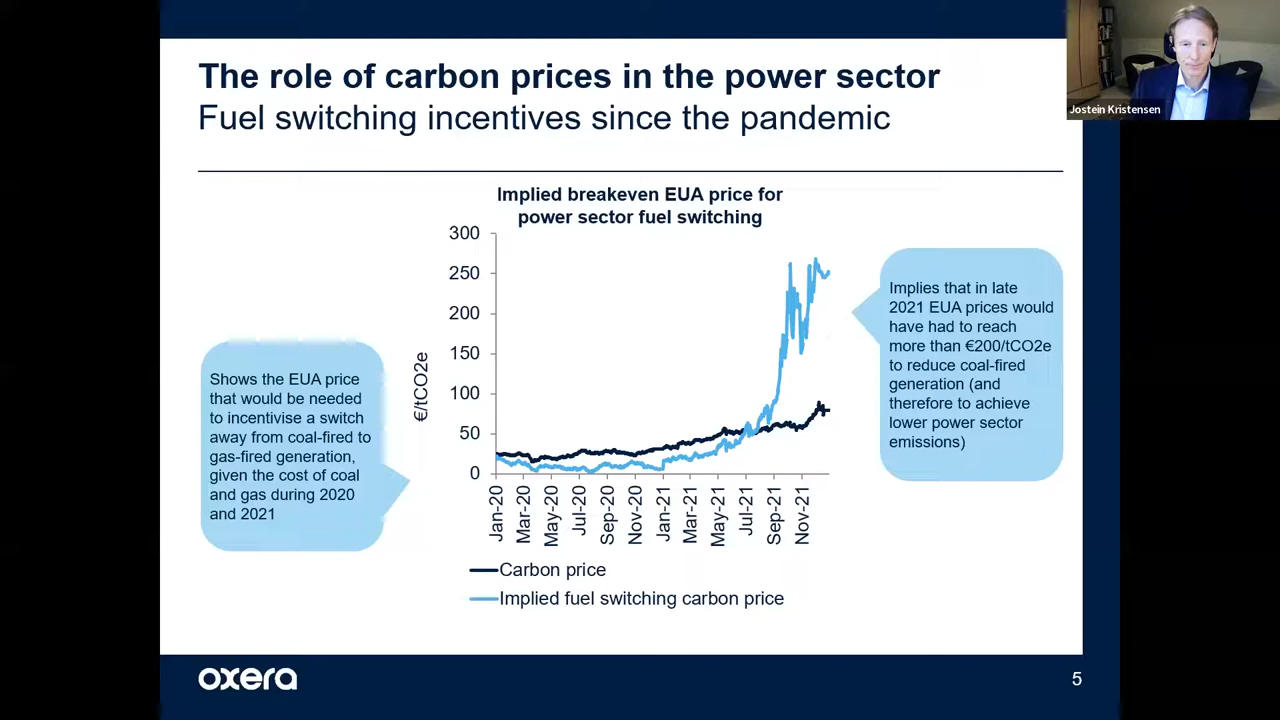 The role of carbon prices in the power sector
Fuel switching incentives since the pandemic
Jostein Kristensen
Implied breakeven EUA price for
power sector fuel switching
€/tCO2e
300
250
200
150
100
50
0
Jan-20
Mar-20
May-20
Jul-20
Sep-20
Nov-20
Jan-21
Mar-21
May-21
Jul-21
Sep-21
Nov-21
Carbon price
Implied fuel switching carbon price
Shows the EUA price
that would be needed
to incentivise a switch
away from coal-fired to
gas-fired generation,
given the cost of coal
and gas during 2020
and 2021
Implies that in late
2021 EUA prices would
have had to reach
more than €200/tCO2e
to reduce coal-fired
generation (and
therefore to achieve
lower power sector
emissions)
oxera
5